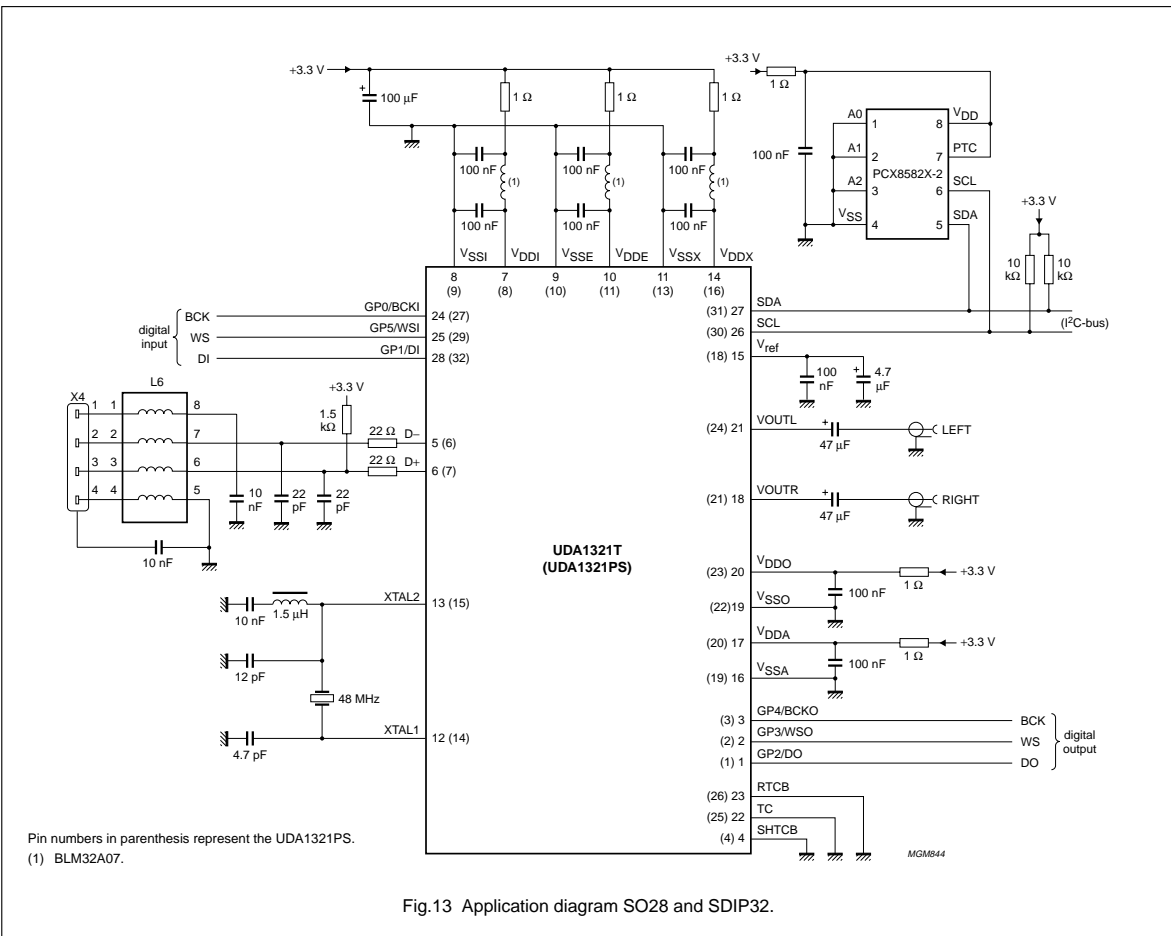 +3.3 V
100 μF
+
1 Ω
1 Ω
1 Ω
100 nF
100 nF
100 nF
(1)
(1)
(1)
100 nF
100 nF
100 nF
VSSI
VDDI
VSSE
VDDE
VSSX
VDDX
8
7
9
10
11
14
(9)
(8)
(10)
(11)
(13)
(16)
+3.3 V
1 Ω
100 nF
A0
1
8
VDD
A1
2
7
PTC
PCX8582X-2
A2
3
6
SCL
VSS
4
5
SDA
+3.3 V
10 kΩ
10 kΩ
digital input
BCK
GP0/BCKI
24 (27)
WS
GP5/WSI
25 (29)
DI
GP1/DI
28 (32)
(31) 27
SDA
(30) 26
SCL
(I²C-bus)
(18) 15
Vref
100 nF
+
4.7 μF
X4
L6
1 1
8
2 2
7
3 3
6
4 4
5
+3.3 V
1.5 kΩ
22 Ω
D−
5 (6)
22 Ω
D+
6 (7)
10 nF
22 pF
22 pF
10 nF
(24) 21
VOUTL
+
47 μF
LEFT
(21) 18
VOUTR
+
47 μF
RIGHT
UDA1321T
(UDA1321PS)
(23) 20
VDDO
1 Ω
+3.3 V
100 nF
(22)19
VSSO
(20) 17
VDDA
1 Ω
+3.3 V
100 nF
(19) 16
VSSA
10 nF
1.5 μH
XTAL2
13 (15)
12 pF
48 MHz
XTAL1
12 (14)
4.7 pF
(3) 3
GP4/BCKO
BCK
(2) 2
GP3/WSO
WS
(1) 1
GP2/DO
DO
digital output
(26) 23
RTCB
(25) 22
TC
(4) 4
SHTCB
MGM844
Pin numbers in parenthesis represent the UDA1321PS.
(1) BLM32A07.
Fig.13 Application diagram SO28 and SDIP32.